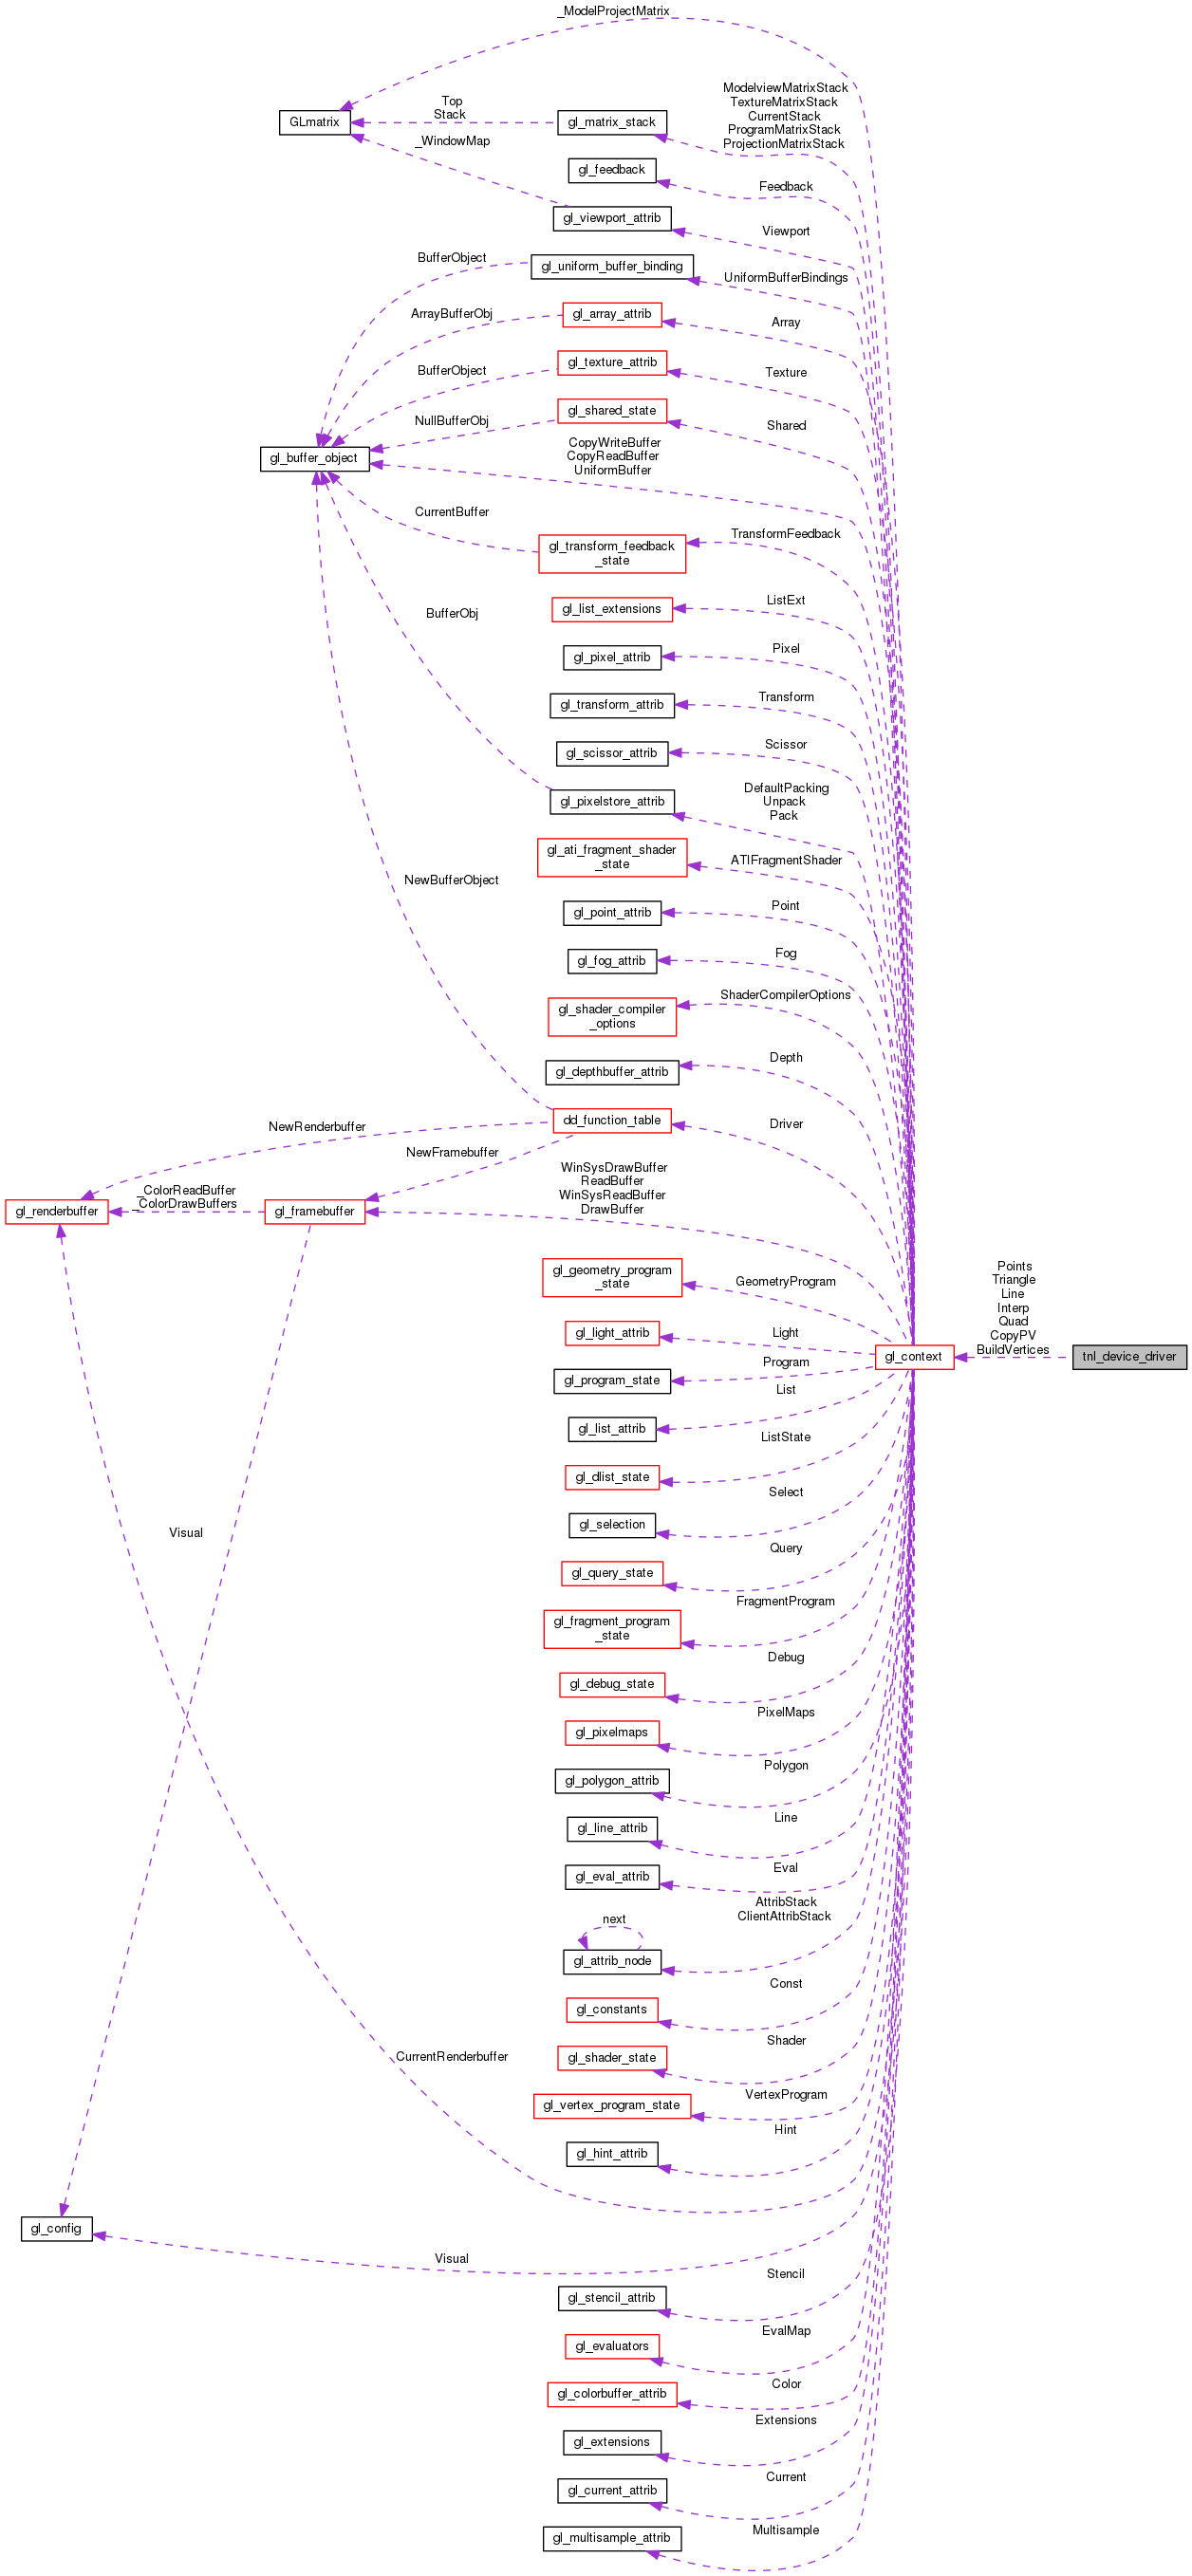 _ModelProjectMatrix
ModelviewMatrixStack
TextureMatrixStack
CurrentStack
ProgramMatrixStack
ProjectionMatrixStack
Top
Stack
GLmatrix
gl_matrix_stack
_WindowMap
gl_feedback
Feedback
gl_viewport_attrib
Viewport
BufferObject
gl_uniform_buffer_binding
UniformBufferBindings
ArrayBufferObj
gl_array_attrib
Array
BufferObject
gl_texture_attrib
Texture
NullBufferObj
gl_shared_state
Shared
gl_buffer_object
CopyWriteBuffer
CopyReadBuffer
UniformBuffer
CurrentBuffer
gl_transform_feedback
_state
TransformFeedback
BufferObj
gl_list_extensions
ListExt
gl_pixel_attrib
Pixel
gl_transform_attrib
Transform
gl_scissor_attrib
Scissor
gl_pixelstore_attrib
DefaultPacking
Unpack
Pack
gl_ati_fragment_shader
_state
ATIFragmentShader
NewBufferObject
gl_point_attrib
Point
gl_fog_attrib
Fog
gl_shader_compiler
_options
ShaderCompilerOptions
gl_depthbuffer_attrib
Depth
NewRenderbuffer
dd_function_table
Driver
NewFramebuffer
_ColorReadBuffer
_ColorDrawBuffers
gl_renderbuffer
gl_framebuffer
WinSysDrawBuffer
ReadBuffer
WinSysReadBuffer
DrawBuffer
gl_geometry_program
_state
GeometryProgram
Points
Triangle
Line
Interp
Quad
CopyPV
BuildVertices
gl_light_attrib
Light
gl_context
tnl_device_driver
gl_program_state
Program
gl_list_attrib
List
gl_dlist_state
ListState
gl_selection
Select
Visual
gl_query_state
Query
gl_fragment_program
_state
FragmentProgram
gl_debug_state
Debug
gl_pixelmaps
PixelMaps
gl_polygon_attrib
Polygon
gl_line_attrib
Line
gl_eval_attrib
Eval
next
gl_attrib_node
AttribStack
ClientAttribStack
gl_constants
Const
CurrentRenderbuffer
gl_shader_state
Shader
gl_vertex_program_state
VertexProgram
gl_hint_attrib
Hint
gl_config
Visual
gl_stencil_attrib
Stencil
gl_evaluators
EvalMap
gl_colorbuffer_attrib
Color
gl_extensions
Extensions
gl_current_attrib
Current
gl_multisample_attrib
Multisample